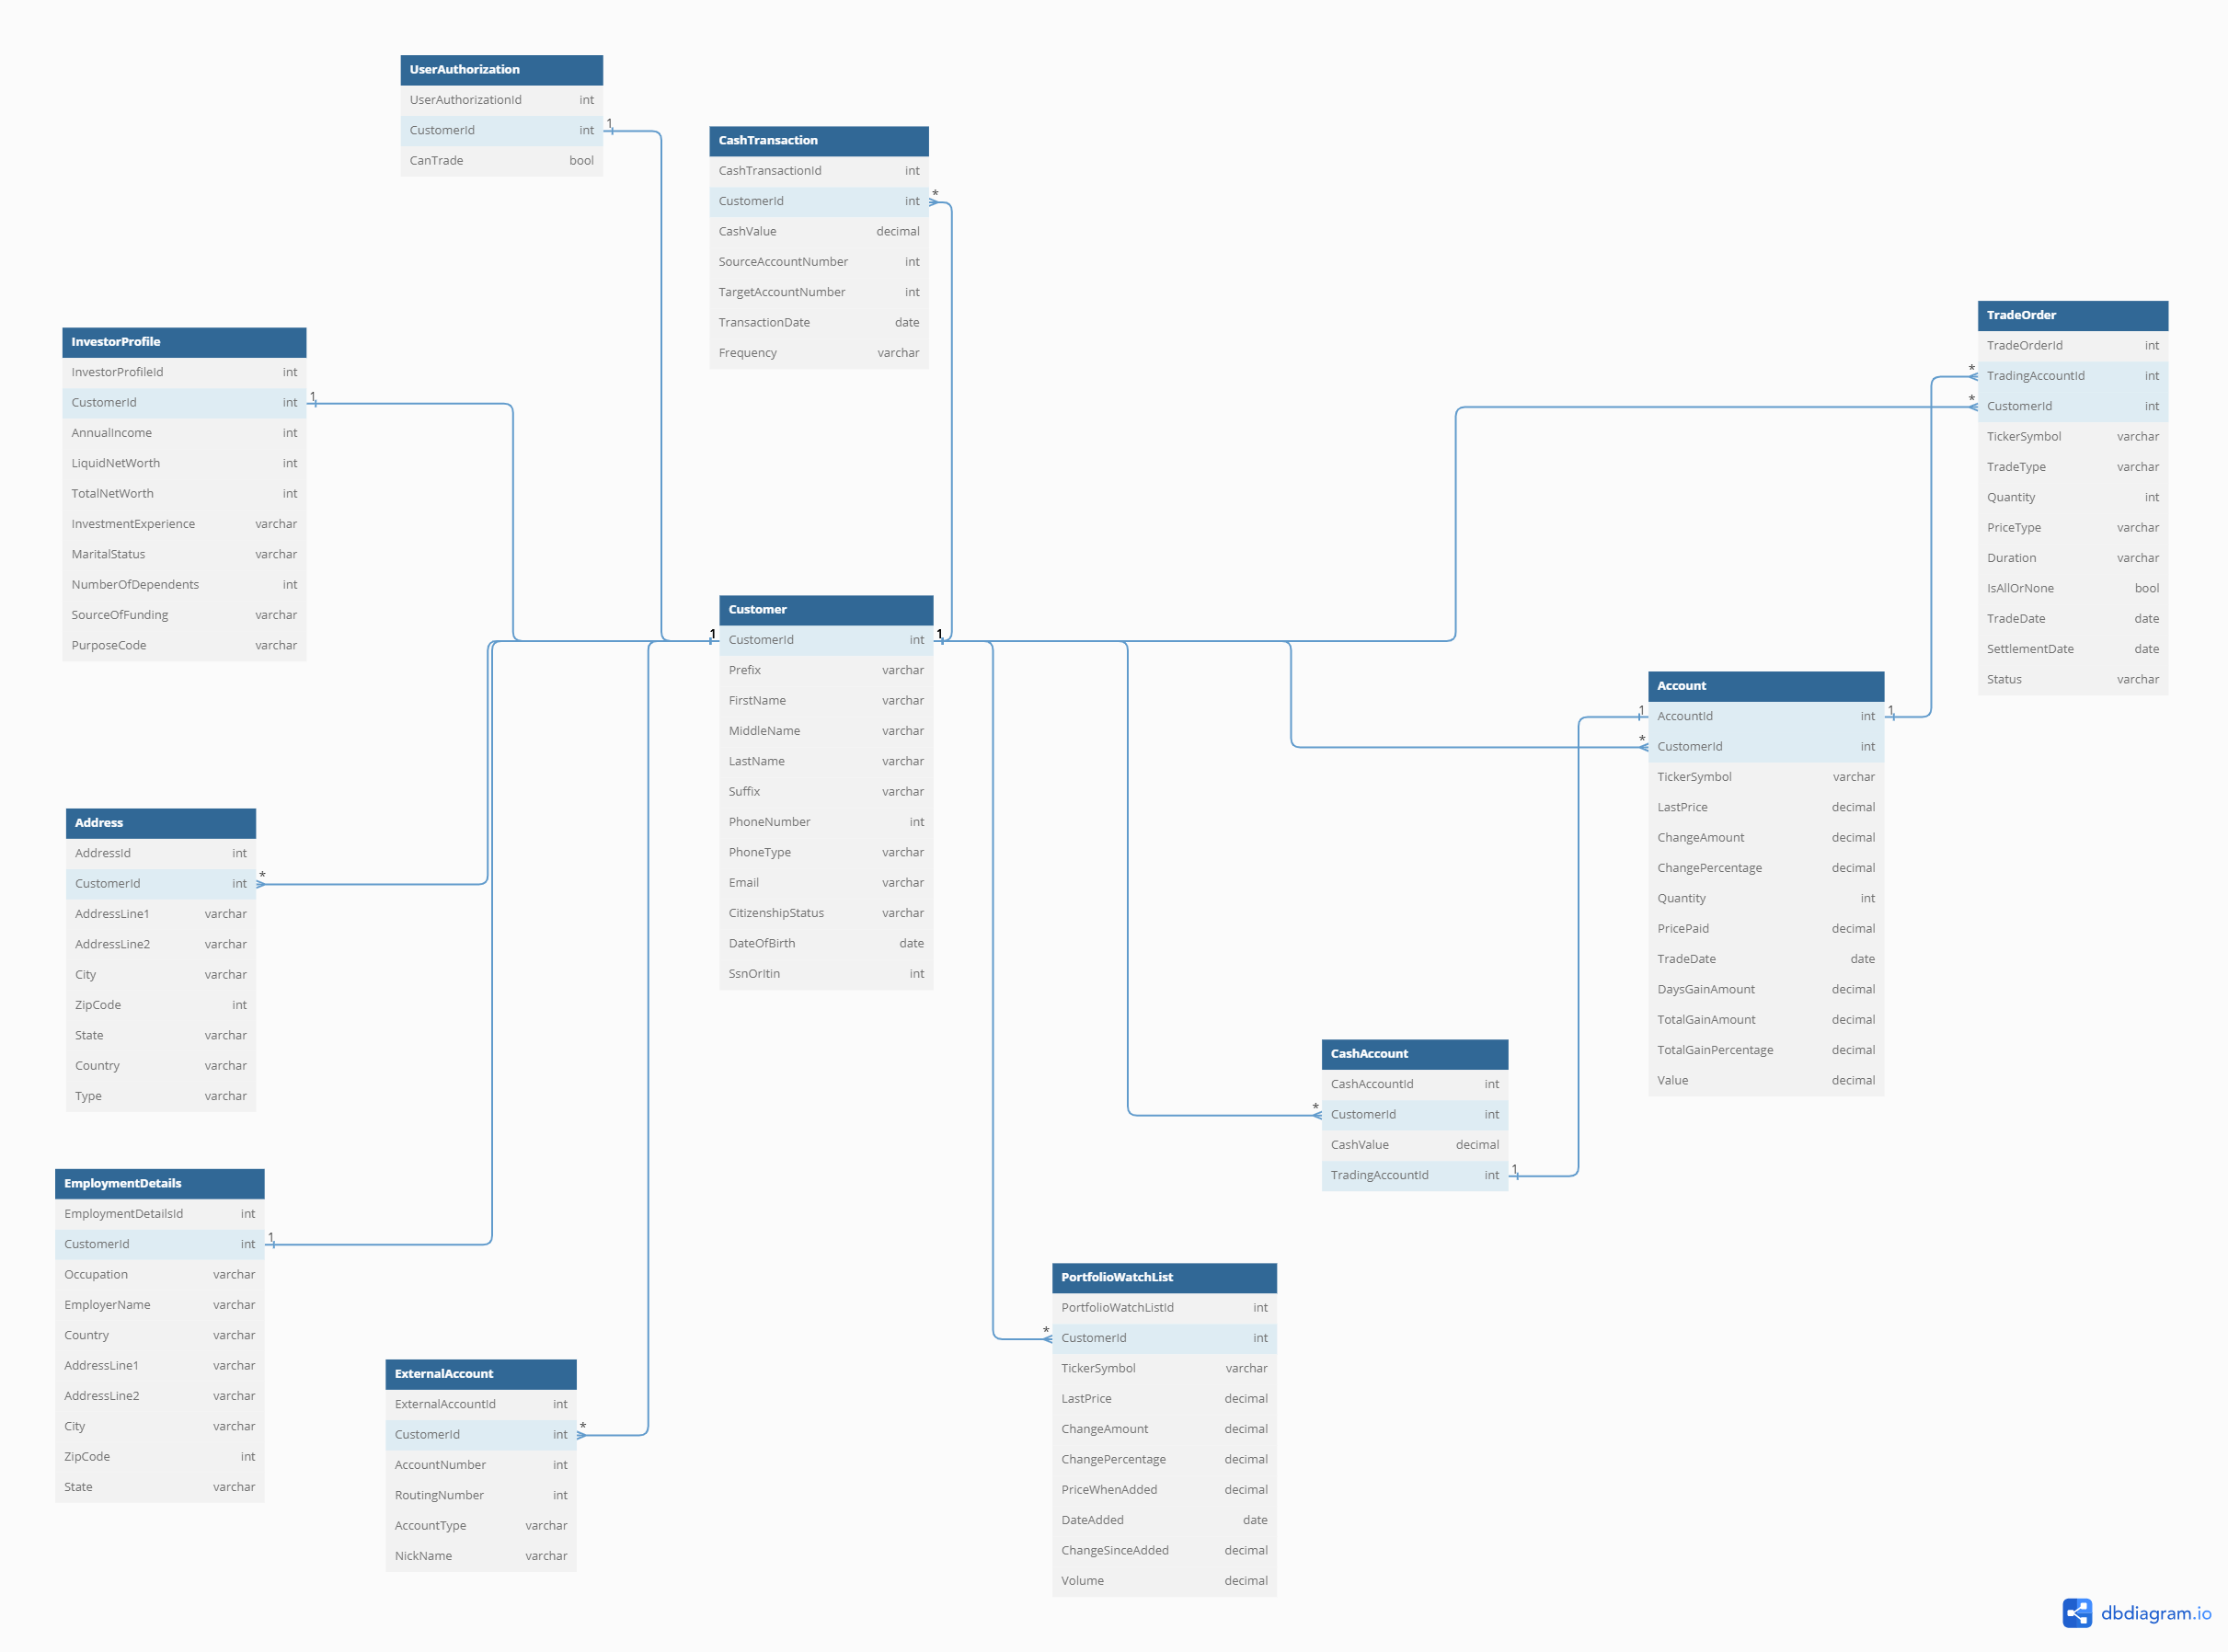 UserAuthorization
UserAuthorizationId int
CustomerId int
CanTrade bool
1
CashTransaction
CashTransactionId int
CustomerId int
CashValue decimal
SourceAccountNumber int
TargetAccountNumber int
TransactionDate date
Frequency varchar
*
InvestorProfile
InvestorProfileId int
CustomerId int
AnnualIncome int
LiquidNetWorth int
TotalNetWorth int
InvestmentExperience varchar
MaritalStatus varchar
NumberOfDependents int
SourceOfFunding varchar
PurposeCode varchar
1
TradeOrder
TradeOrderId int
TradingAccountId int
CustomerId int
TickerSymbol varchar
TradeType varchar
Quantity int
PriceType varchar
Duration varchar
IsAllOrNone bool
TradeDate date
SettlementDate date
Status varchar
*
*
Customer
1 CustomerId int 1
Prefix varchar
FirstName varchar
MiddleName varchar
LastName varchar
Suffix varchar
PhoneNumber int
PhoneType varchar
Email varchar
CitizenshipStatus varchar
DateOfBirth date
SsnOrItin int
Account
1 AccountId int 1
* CustomerId int
TickerSymbol varchar
LastPrice decimal
ChangeAmount decimal
ChangePercentage decimal
Quantity int
PricePaid decimal
TradeDate date
DaysGainAmount decimal
TotalGainAmount decimal
TotalGainPercentage decimal
Value decimal
Address
AddressId int
CustomerId int *
AddressLine1 varchar
AddressLine2 varchar
City varchar
ZipCode int
State varchar
Country varchar
Type varchar
CashAccount
CashAccountId int
* CustomerId int
CashValue decimal
TradingAccountId int 1
EmploymentDetails
EmploymentDetailsId int
CustomerId int 1
Occupation varchar
EmployerName varchar
Country varchar
AddressLine1 varchar
AddressLine2 varchar
City varchar
ZipCode int
State varchar
ExternalAccount
ExternalAccountId int
CustomerId int *
AccountNumber int
RoutingNumber int
AccountType varchar
NickName varchar
PortfolioWatchList
PortfolioWatchListId int
* CustomerId int
TickerSymbol varchar
LastPrice decimal
ChangeAmount decimal
ChangePercentage decimal
PriceWhenAdded decimal
DateAdded date
ChangeSinceAdded decimal
Volume decimal
dbdiagram.io